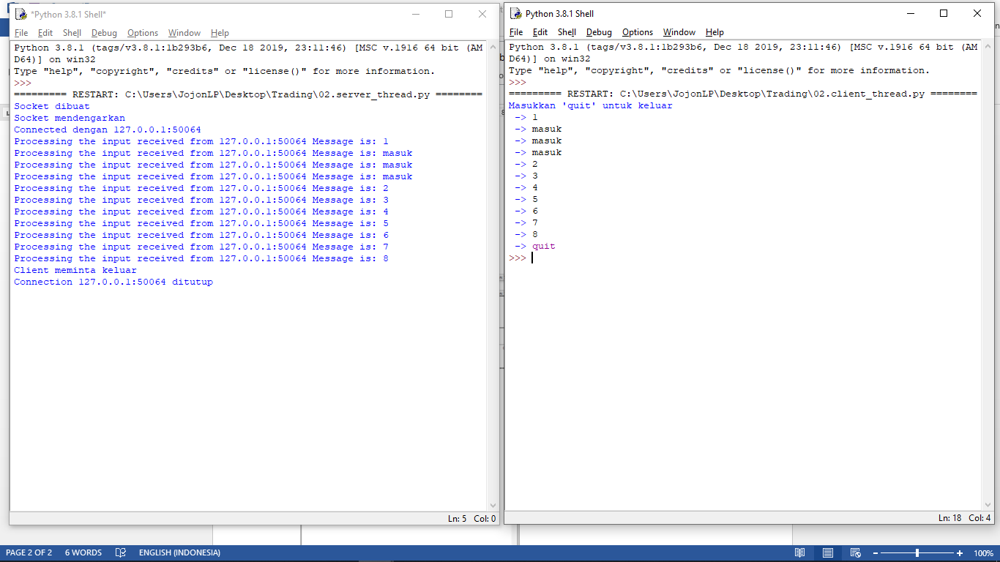 *Python 3.8.1 Shell*
File Edit Shell Debug Options Window Help
Python 3.8.1 (tags/v3.8.1:1b293b6, Dec 18 2019, 23:11:46) [MSC v.1916 64 bit (AM
D64)] on win32
Type "help", "copyright", "credits" or "license()" for more information.
>>>
========= RESTART: C:\Users\JojonLP\Desktop\Trading\02.server_thread.py ========
Socket dibuat
Socket mendengarkan
Connected dengan 127.0.0.1:50064
Processing the input received from 127.0.0.1:50064 Message is: 1
Processing the input received from 127.0.0.1:50064 Message is: masuk
Processing the input received from 127.0.0.1:50064 Message is: masuk
Processing the input received from 127.0.0.1:50064 Message is: masuk
Processing the input received from 127.0.0.1:50064 Message is: 2
Processing the input received from 127.0.0.1:50064 Message is: 3
Processing the input received from 127.0.0.1:50064 Message is: 4
Processing the input received from 127.0.0.1:50064 Message is: 5
Processing the input received from 127.0.0.1:50064 Message is: 6
Processing the input received from 127.0.0.1:50064 Message is: 7
Processing the input received from 127.0.0.1:50064 Message is: 8
Client meminta keluar
Connection 127.0.0.1:50064 ditutup
Ln: 5 Col: 0
Python 3.8.1 Shell
File Edit Shell Debug Options Window Help
Python 3.8.1 (tags/v3.8.1:1b293b6, Dec 18 2019, 23:11:46) [MSC v.1916 64 bit (AM
D64)] on win32
Type "help", "copyright", "credits" or "license()" for more information.
>>>
========= RESTART: C:\Users\JojonLP\Desktop\Trading\02.client_thread.py ========
Masukkan 'quit' untuk keluar
-> 1
-> masuk
-> masuk
-> masuk
-> 2
-> 3
-> 4
-> 5
-> 6
-> 7
-> 8
-> quit
>>>
Ln: 18 Col: 4
PAGE 2 OF 2 6 WORDS ENGLISH (INDONESIA) 100%